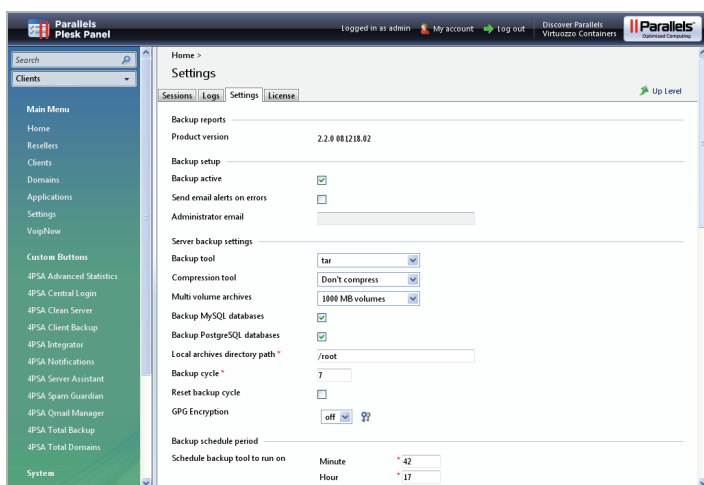 Parallels
Plesk Panel
Logged in as admin My account Log out Discover Parallels
Virtuozzo Containers
Parallels
Optimized Computing
Search
Clients
Main Menu
Home
Resellers
Clients
Domains
Applications
Settings
VoipNow
Custom Buttons
4PSA Advanced Statistics
4PSA Central Login
4PSA Clean Server
4PSA Client Backup
4PSA Integrator
4PSA Notifications
4PSA Server Assistant
4PSA Spam Guardian
4PSA Qmail Manager
4PSA Total Backup
4PSA Total Domains
System
Home >
Settings
Up Level
Sessions Logs Settings License
Backup reports
Product version 2.2.0 081218.02
Backup setup
Backup active
Send email alerts on errors
Administrator email
Server backup settings
Backup tool tar
Compression tool Don't compress
Multi volume archives 1000 MB volumes
Backup MySQL databases
Backup PostgreSQL databases
Local archives directory path * /root
Backup cycle * 7
Reset backup cycle
GPG Encryption off
Backup schedule period
Schedule backup tool to run on Minute * 42
Hour * 17